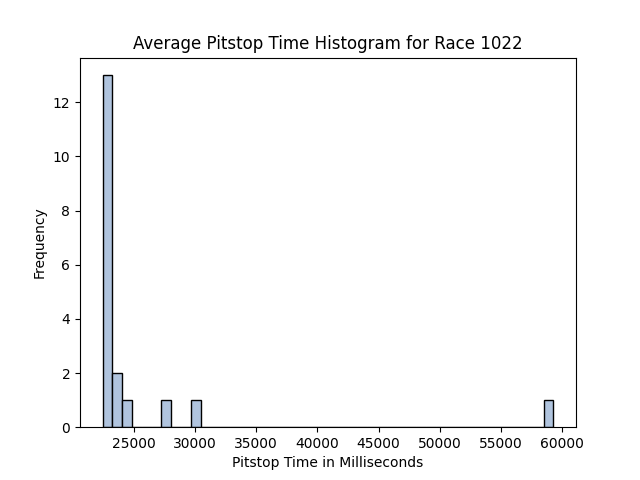 Average Pitstop Time Histogram for Race 1022
12
10
8
6
4
2
0
Frequency
25000 30000 35000 40000 45000 50000 55000 60000
Pitstop Time in Milliseconds